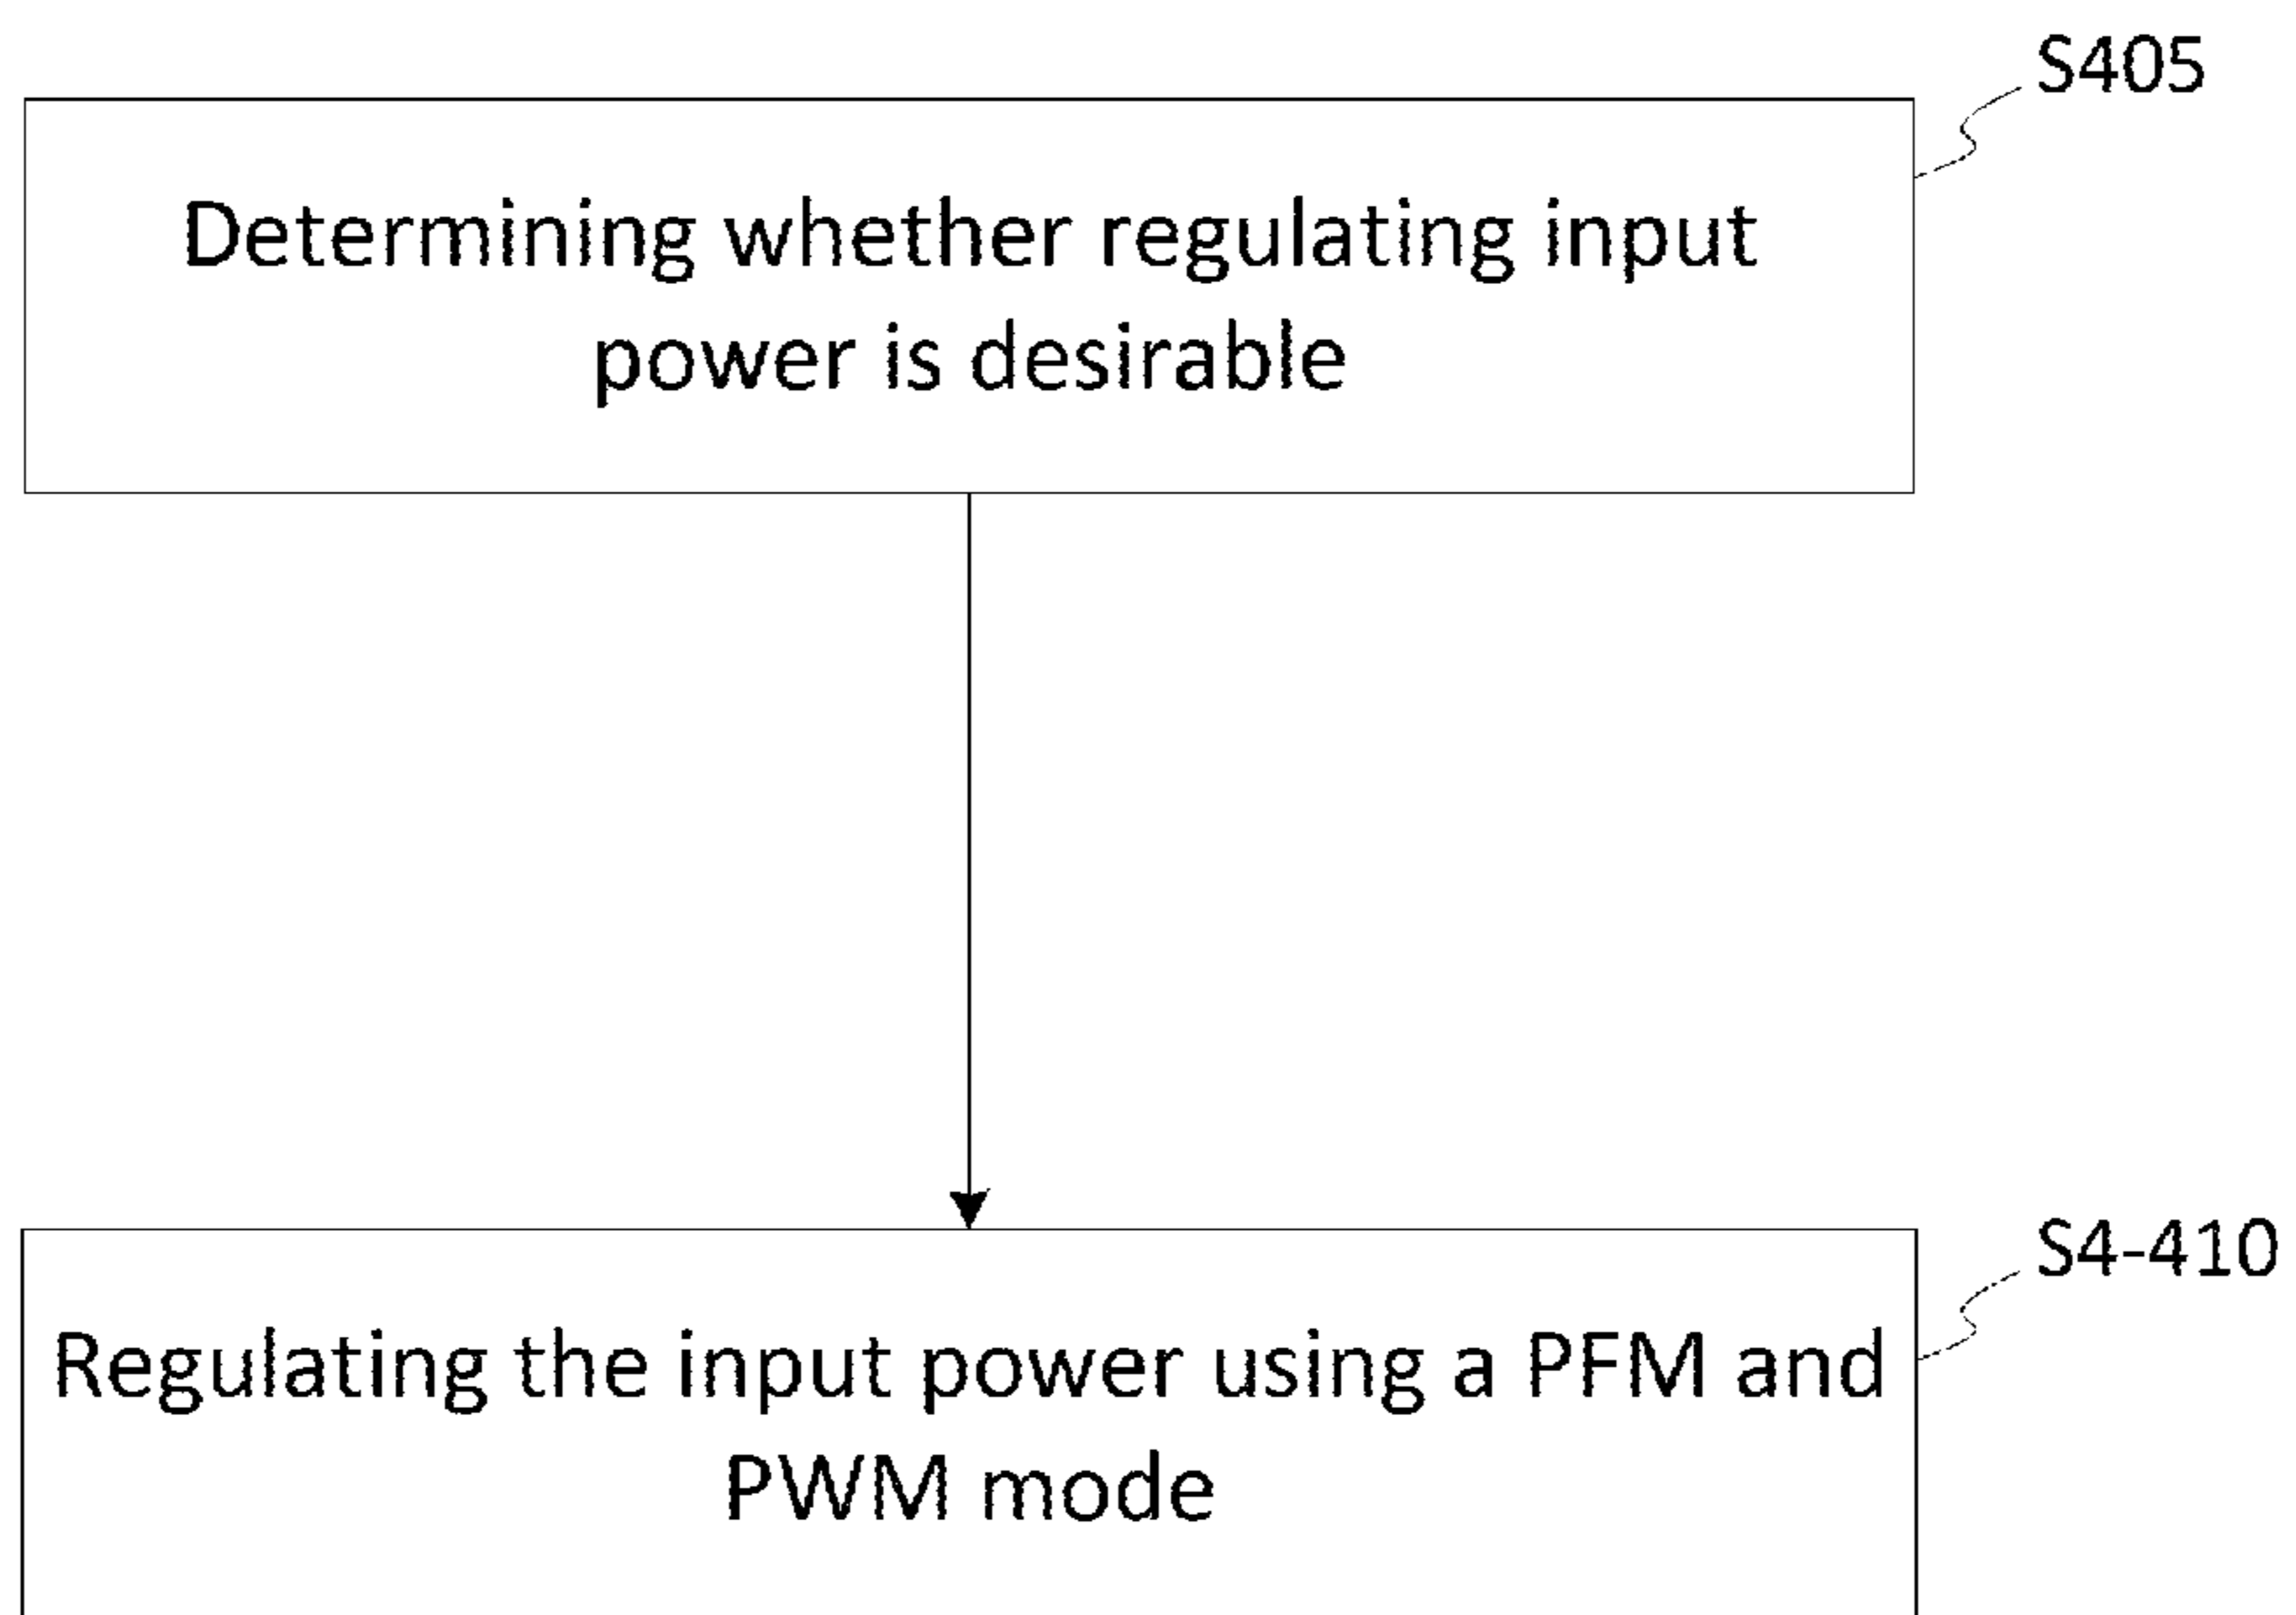 S405
Determining whether regulating input
power is desirable
S4-410
Regulating the input power using a PFM and
PWM mode